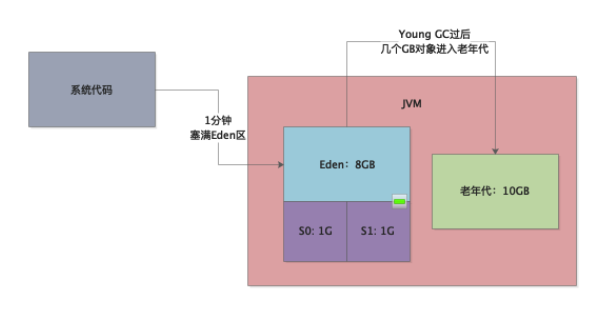 Young GC过后
几个GB对象进入老年代
系统代码
JVM
1分钟
塞满Eden区
Eden：8GB
老年代：10GB
S0: 1G
S1: 1G